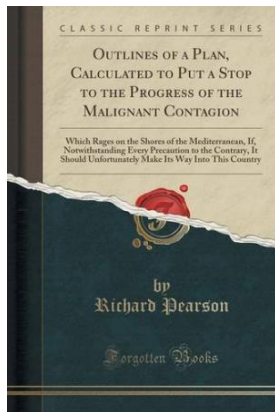 CLASSIC REPRINT SERIES
OUTLINES OF A PLAN,
CALCULATED TO PUT A STOP
TO THE PROGRESS OF THE
MALIGNANT CONTAGION
Which Rages on the Shores of the Mediterranean, If,
Notwithstanding Every Precaution to the Contrary, It
Should Unfortunately Make Its Way Into This Country
by
Richard Pearson
Forgotten Books